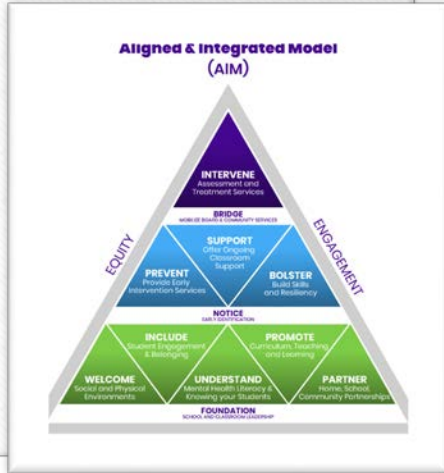 Aligned & Integrated Model
(AIM)
EQUITY
ENGAGEMENT
INTERVENE
Assessment and
Treatment Services
BRIDGE
MOBILIZE BOARD & COMMUNITY SERVICES
SUPPORT
Offer Ongoing
Classroom
Support
PREVENT
Provide Early
Intervention Services
BOLSTER
Build Skills
and Resiliency
NOTICE
EARLY IDENTIFICATION
INCLUDE
Student Engagement
& Belonging
PROMOTE
Curriculum, Teaching
and Learning
WELCOME
Social and Physical
Environments
UNDERSTAND
Mental Health Literacy &
Knowing your Students
PARTNER
Home, School,
Community Partnerships
FOUNDATION
SCHOOL AND CLASSROOM LEADERSHIP